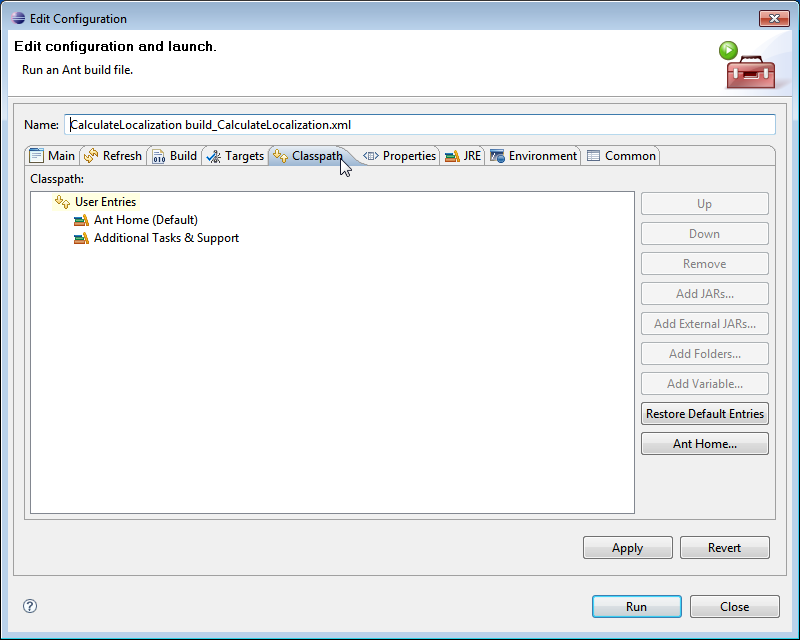 Edit Configuration
Edit configuration and launch.
Run an Ant build file.
Name: CalculateLocalization build_CalculateLocalization.xml
Main Refresh Build Targets Classpath Properties JRE Environment Common
Classpath:
User Entries
Ant Home (Default)
Additional Tasks & Support
Up
Down
Remove
Add JARs...
Add External JARs...
Add Folders...
Add Variable...
Restore Default Entries
Ant Home...
Apply Revert
Run Close